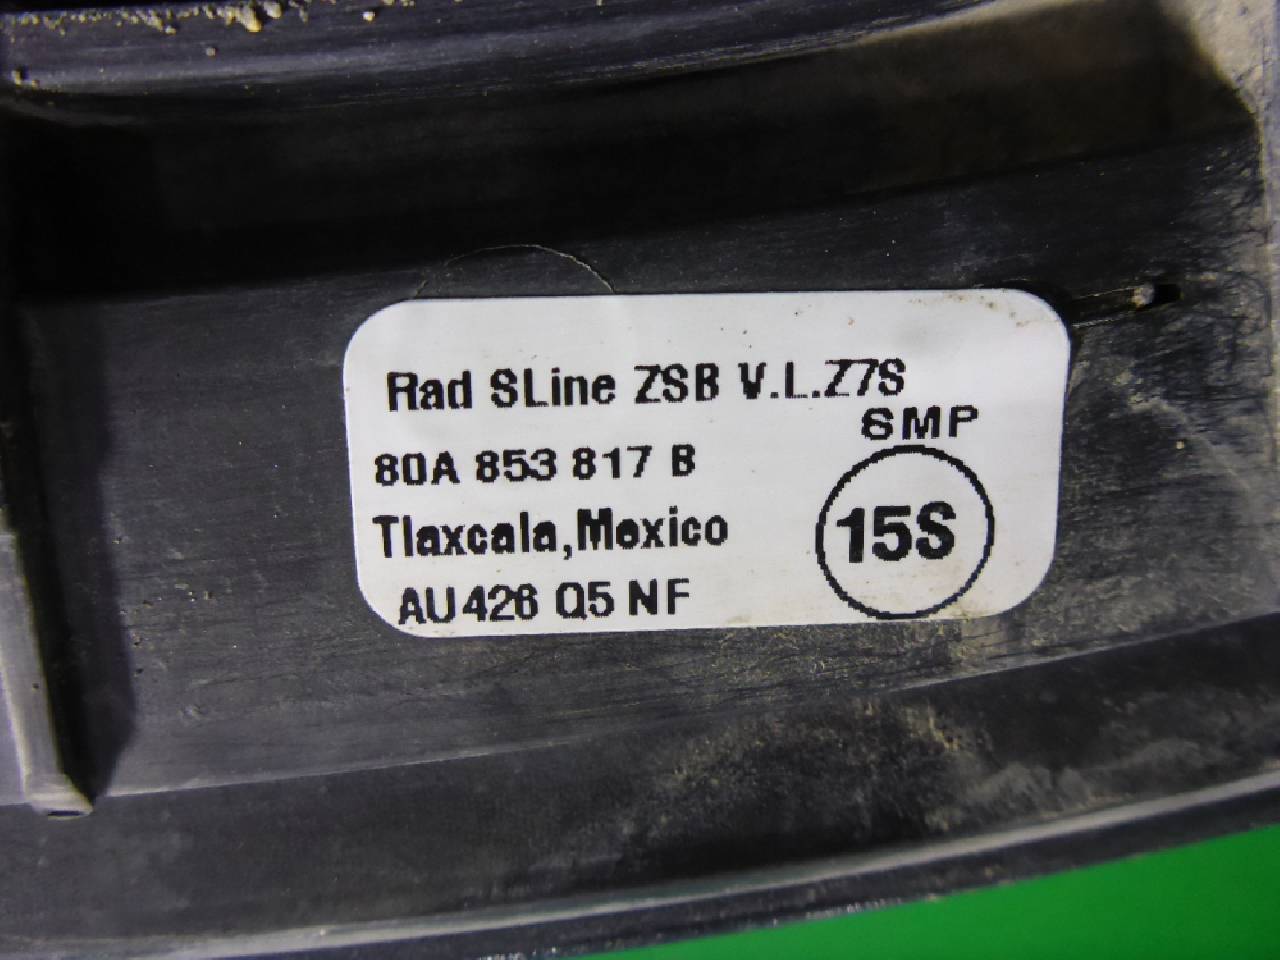 Rad SLine ZSB V.L.Z7S
SMP
80A 853 817 B
15S
Tlaxcala,Mexico
AU426 Q5 NF